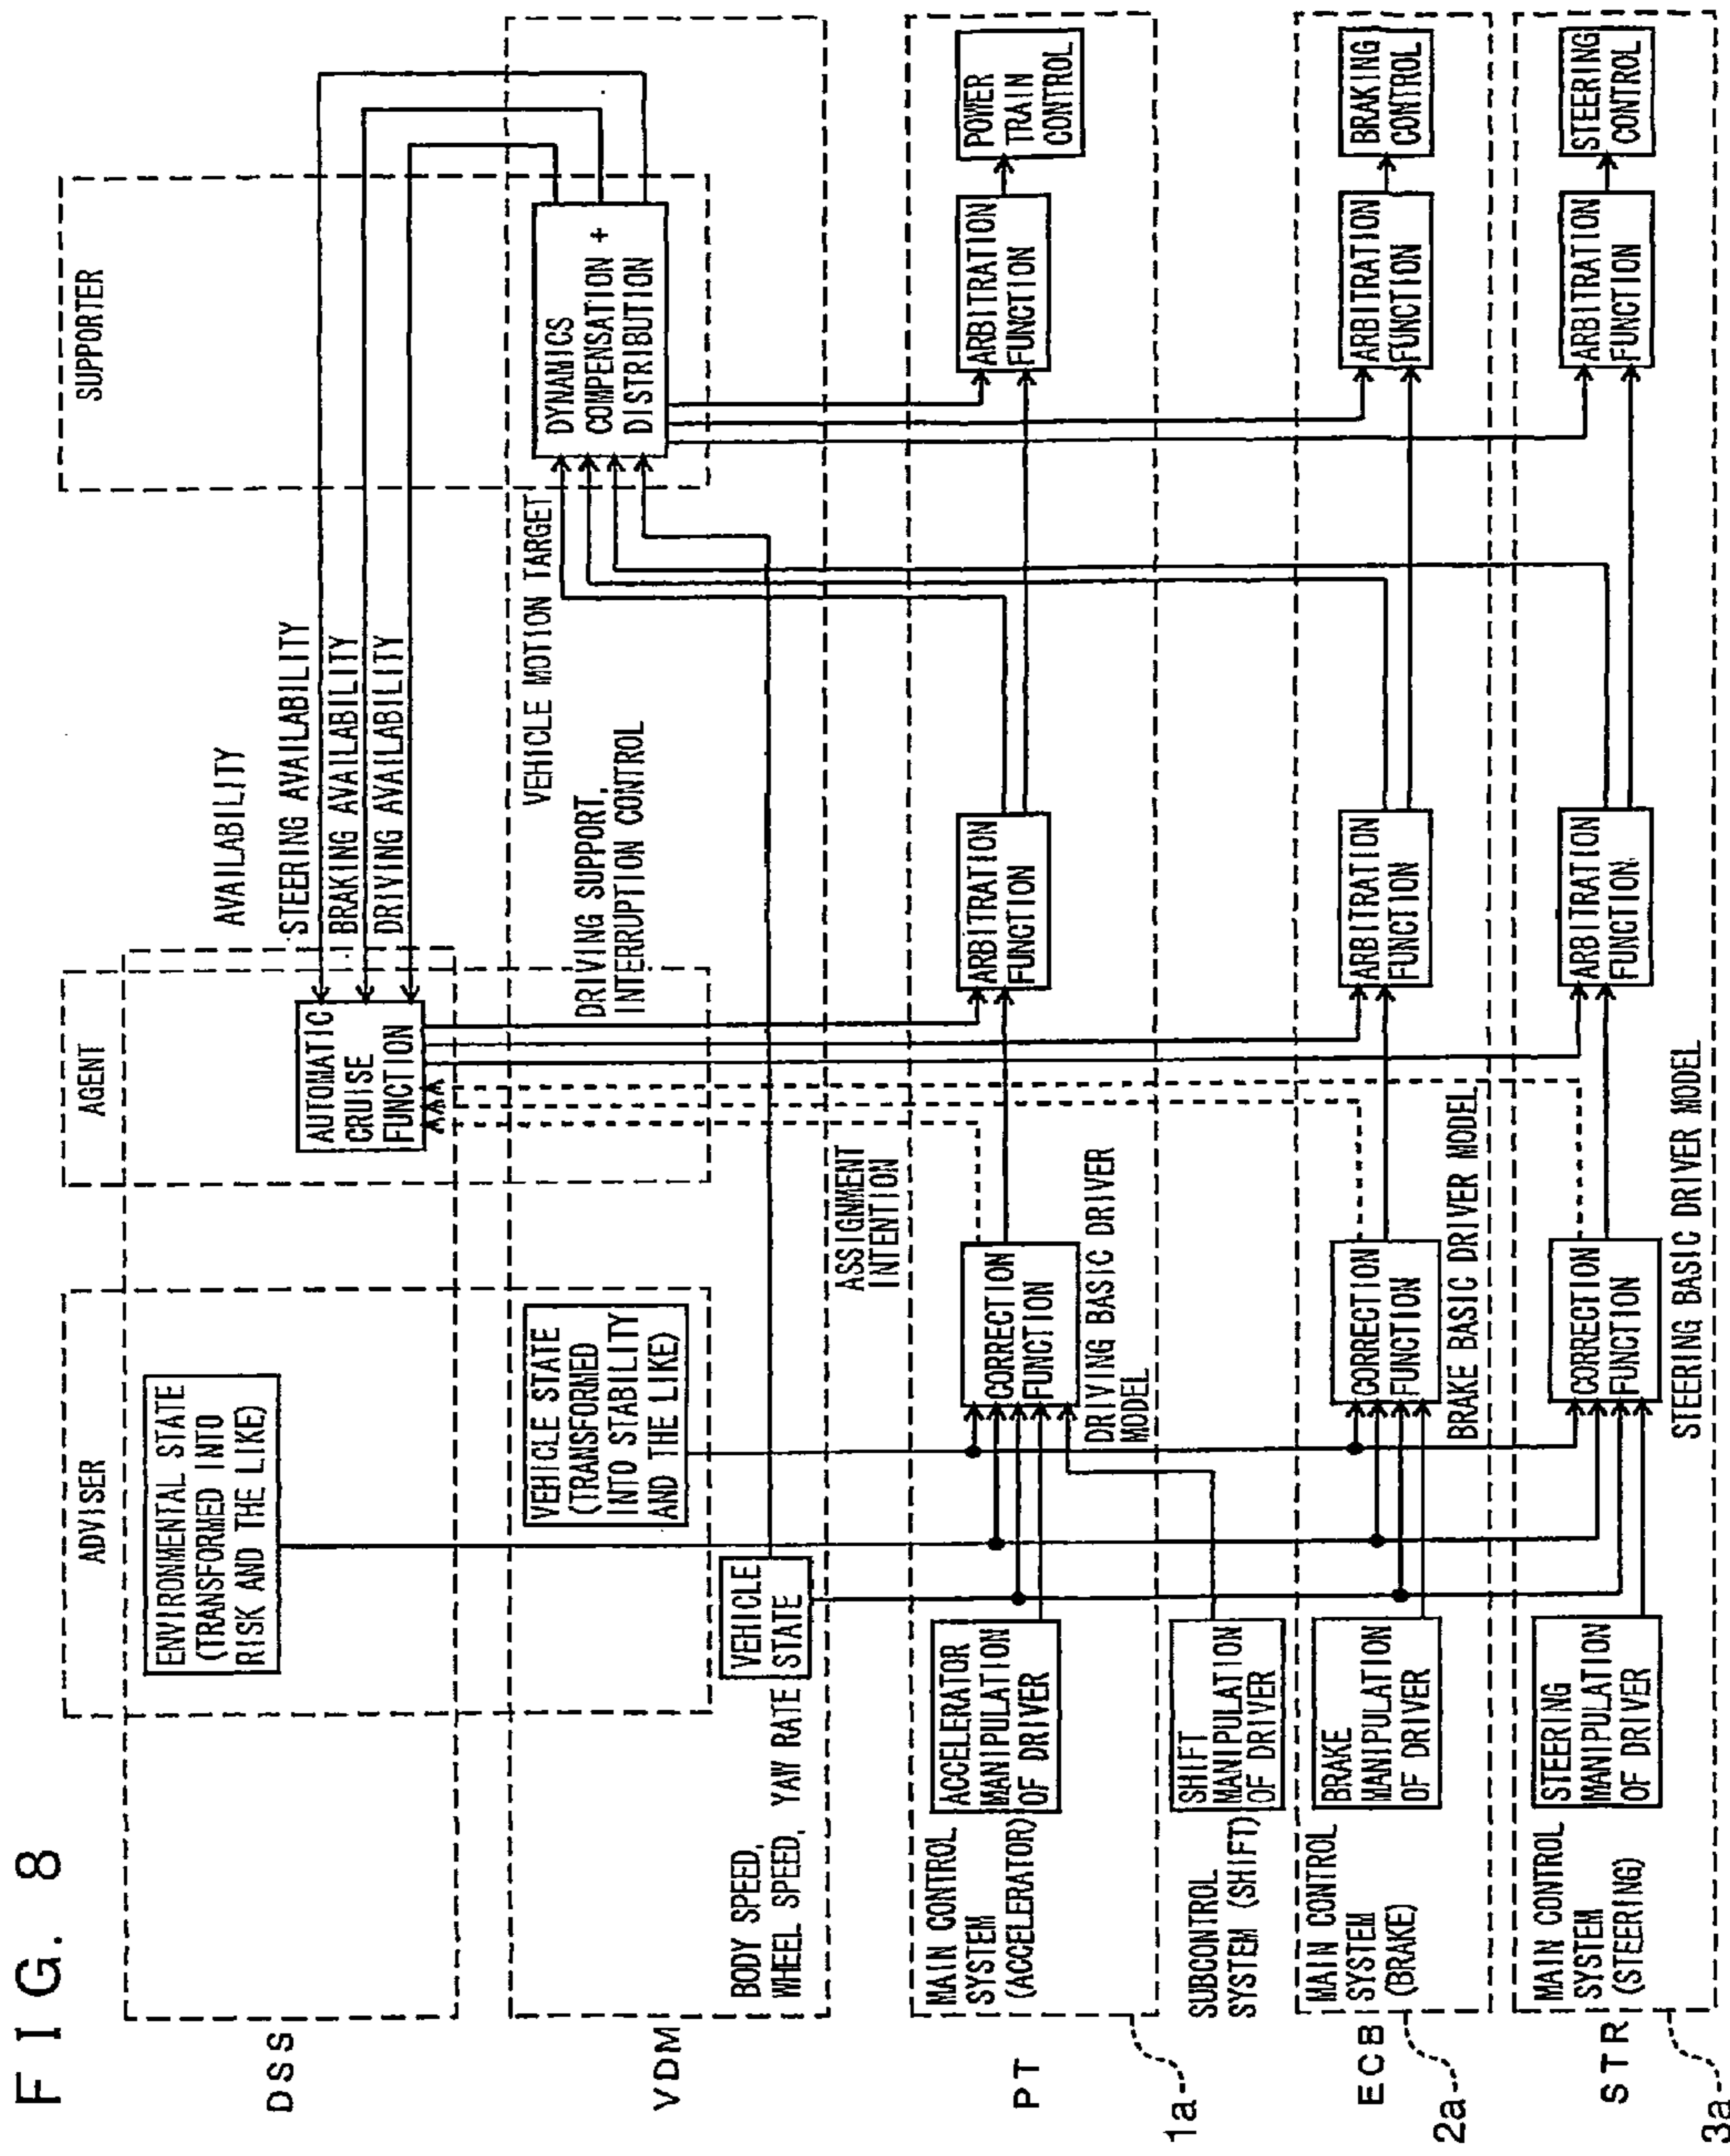 FIG. 8
ADVISER
AGENT
SUPPORTER
DSS
ENVIRONMENTAL STATE
(TRANSFORMED INTO
RISK AND THE LIKE)
AUTOMATIC
CRUISE
FUNCTION
AVAILABILITY
STEERING AVAILABILITY
BRAKING AVAILABILITY
DRIVING AVAILABILITY
VDM
BODY SPEED,
WHEEL SPEED, YAW RATE
VEHICLE
STATE
VEHICLE STATE
(TRANSFORMED
INTO STABILITY
AND THE LIKE)
DRIVING SUPPORT,
INTERRUPTION CONTROL
VEHICLE MOTION TARGET
DYNAMICS
COMPENSATION +
DISTRIBUTION
ASSIGNMENT
INTENTION
PT
1a
MAIN CONTROL
SYSTEM
(ACCELERATOR)
ACCELERATOR
MANIPULATION
OF DRIVER
CORRECTION
FUNCTION
DRIVING BASIC DRIVER
MODEL
ARBITRATION
FUNCTION
ARBITRATION
FUNCTION
POWER
TRAIN
CONTROL
SUBCONTROL
SYSTEM (SHIFT)
SHIFT
MANIPULATION
OF DRIVER
ECB
2a
MAIN CONTROL
SYSTEM
(BRAKE)
BRAKE
MANIPULATION
OF DRIVER
CORRECTION
FUNCTION
BRAKE BASIC DRIVER MODEL
ARBITRATION
FUNCTION
ARBITRATION
FUNCTION
BRAKING
CONTROL
STR
3a
MAIN CONTROL
SYSTEM
(STEERING)
STEERING
MANIPULATION
OF DRIVER
CORRECTION
FUNCTION
STEERING BASIC DRIVER MODEL
ARBITRATION
FUNCTION
ARBITRATION
FUNCTION
STEERING
CONTROL